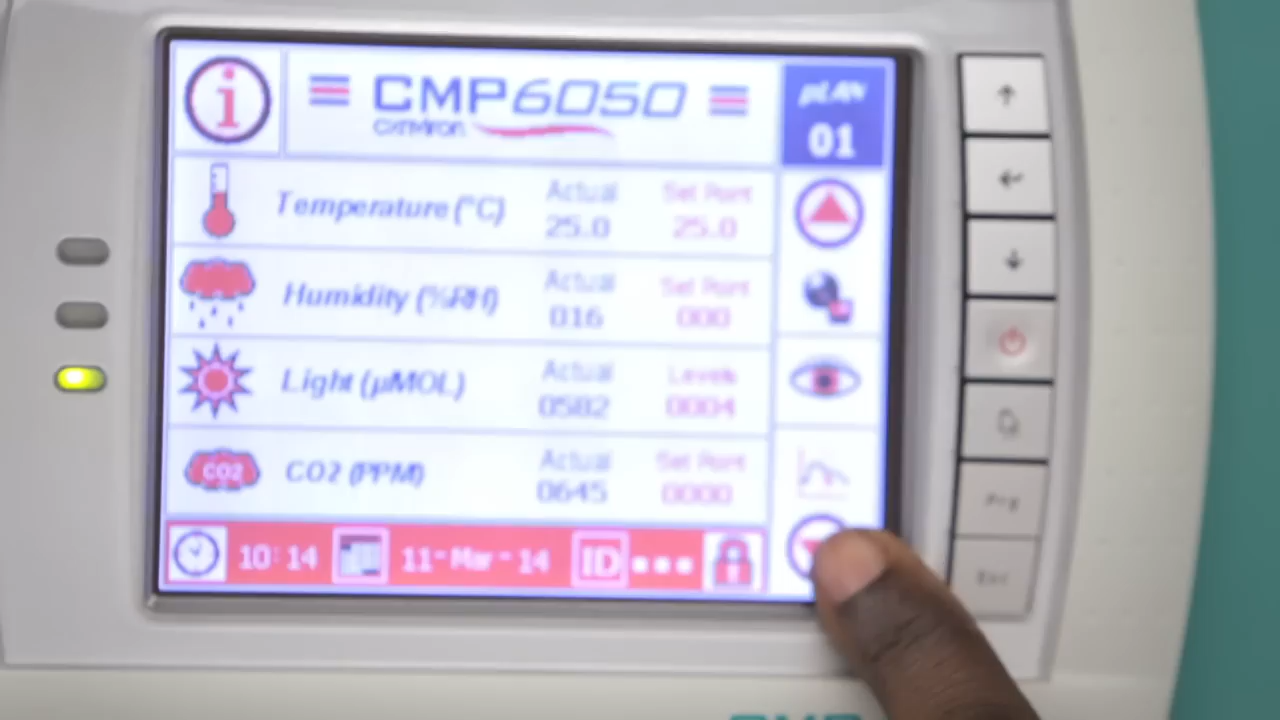 i
CMP6050
CONVIRON
pLAN
01
Temperature (°C) Actual Set Point
25.0 25.0
Humidity (%RH) Actual Set Point
016 000
Light (µMOL) Actual Levels
0582 0004
CO2 CO2 (PPM) Actual Set Point
0645 0000
10:14 11-Mar-14 ID
Prg
Esc